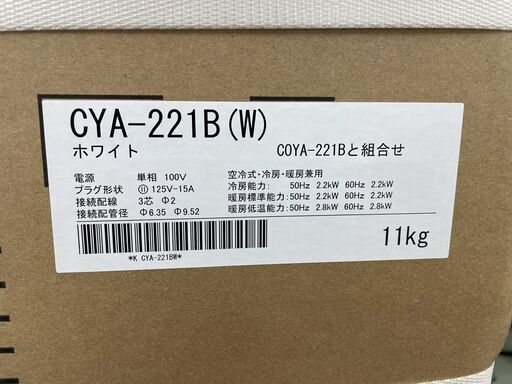 CYA-221B(W)
ホワイト COYA-221Bと組合せ
電源 単相 100V 空冷式・冷房・暖房兼用
プラグ形状 ⑪ 125V-15A 冷房能力: 50Hz 2.2kW 60Hz 2.2kW
接続配線 3芯 Φ2 暖房標準能力:50Hz 2.2kW 60Hz 2.2kW
接続配管径 Φ6.35 Φ9.52 暖房低温能力:50Hz 2.8kW 60Hz 2.8kW
*K CYA-221BW* 11kg